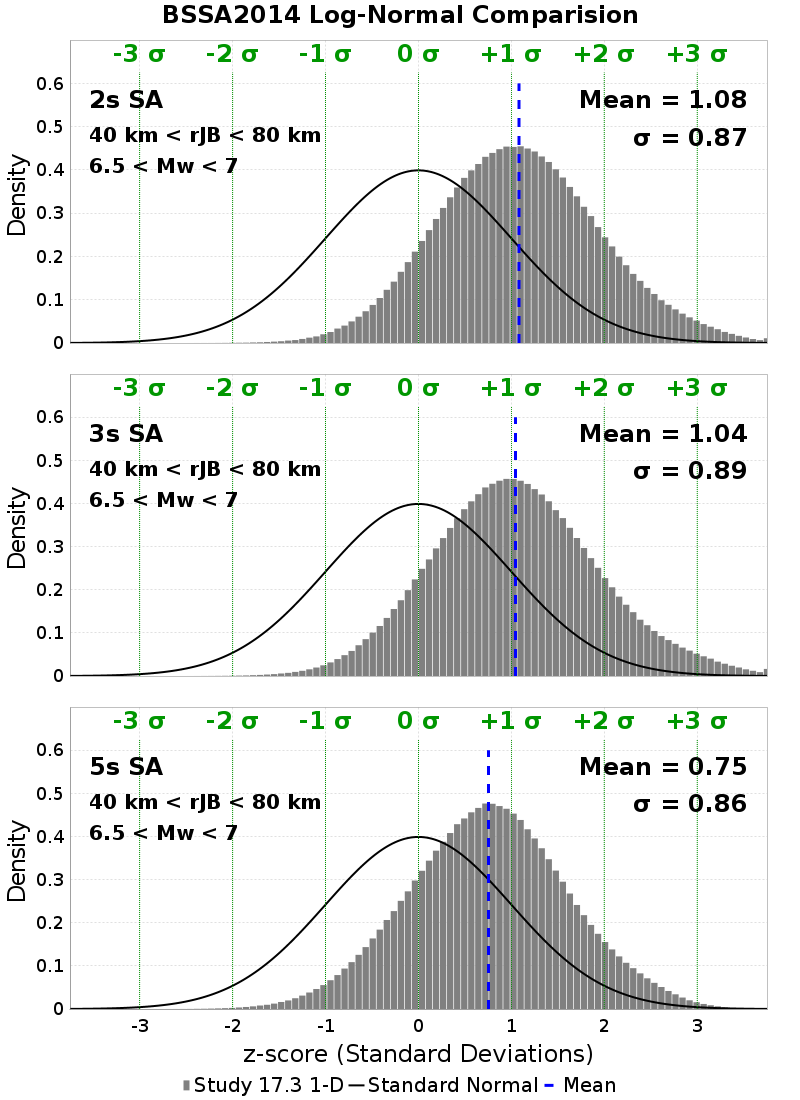 BSSA2014 Log-Normal Comparision
-3 σ -2 σ -1 σ 0 σ +1 σ +2 σ +3 σ
0.6
2s SA Mean = 1.08
0.5
40 km < rJB < 80 km σ = 0.87
6.5 < Mw < 7
0.4
0.3
0.2
0.1
0
Density
-3 σ -2 σ -1 σ 0 σ +1 σ +2 σ +3 σ
0.6
3s SA Mean = 1.04
0.5
40 km < rJB < 80 km σ = 0.89
6.5 < Mw < 7
0.4
0.3
0.2
0.1
0
Density
-3 σ -2 σ -1 σ 0 σ +1 σ +2 σ +3 σ
0.6
5s SA Mean = 0.75
0.5
40 km < rJB < 80 km σ = 0.86
6.5 < Mw < 7
0.4
0.3
0.2
0.1
0
Density
-3 -2 -1 0 1 2 3
z-score (Standard Deviations)
Study 17.3 1-D Standard Normal Mean